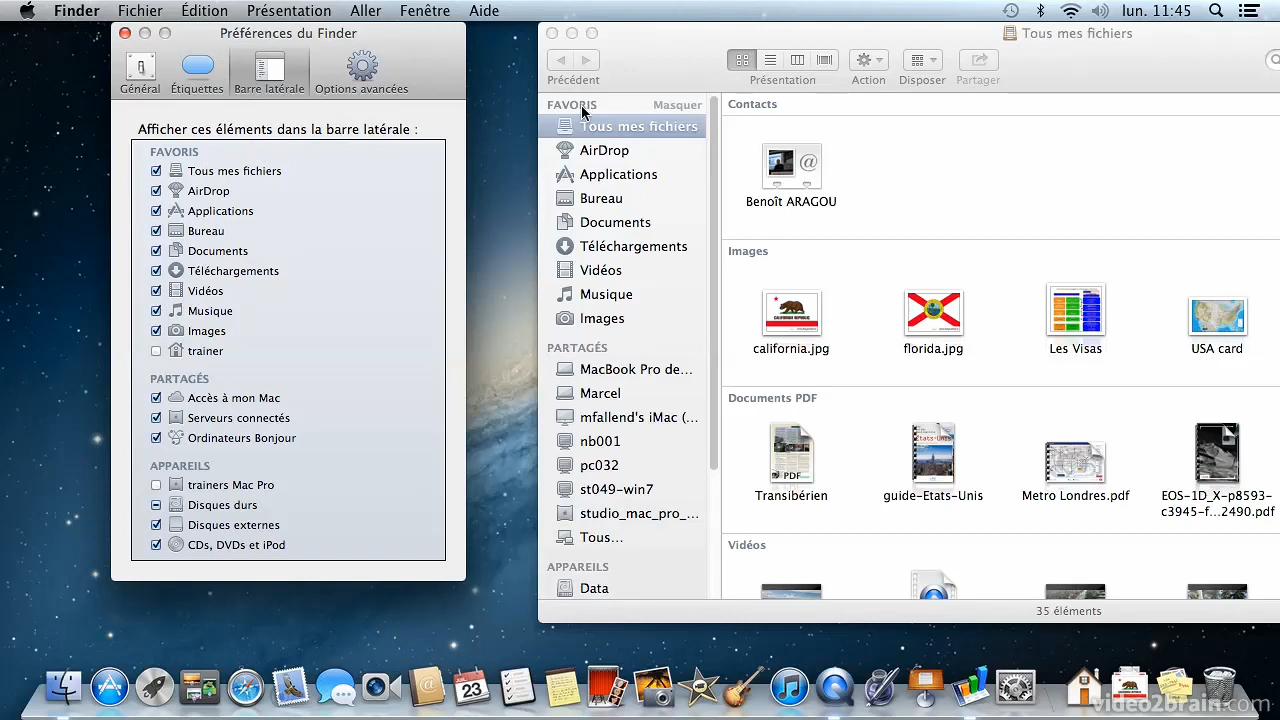 Finder Fichier Édition Présentation Aller Fenêtre Aide lun. 11:45
Préférences du Finder
Général Étiquettes Barre latérale Options avancées
Afficher ces éléments dans la barre latérale :
FAVORIS
Tous mes fichiers
AirDrop
Applications
Bureau
Documents
Téléchargements
Vidéos
Musique
Images
trainer
PARTAGÉS
Accès à mon Mac
Serveurs connectés
Ordinateurs Bonjour
APPAREILS
trainers Mac Pro
Disques durs
Disques externes
CDs, DVDs et iPod
Tous mes fichiers
Précédent Présentation Action Disposer Partager
FAVORIS Masquer
Tous mes fichiers
AirDrop
Applications
Bureau
Documents
Téléchargements
Vidéos
Musique
Images
PARTAGÉS
MacBook Pro de...
Marcel
mfallend's iMac (...
nb001
pc032
st049-win7
studio_mac_pro_...
Tous...
APPAREILS
Data
Contacts
Benoît ARAGOU
Images
california.jpg florida.jpg Les Visas USA card
Documents PDF
PDF
Transibérien guide-Etats-Unis Metro Londres.pdf EOS-1D_X-p8593-
c3945-f...2490.pdf
Vidéos
35 éléments
23
video2brain.com